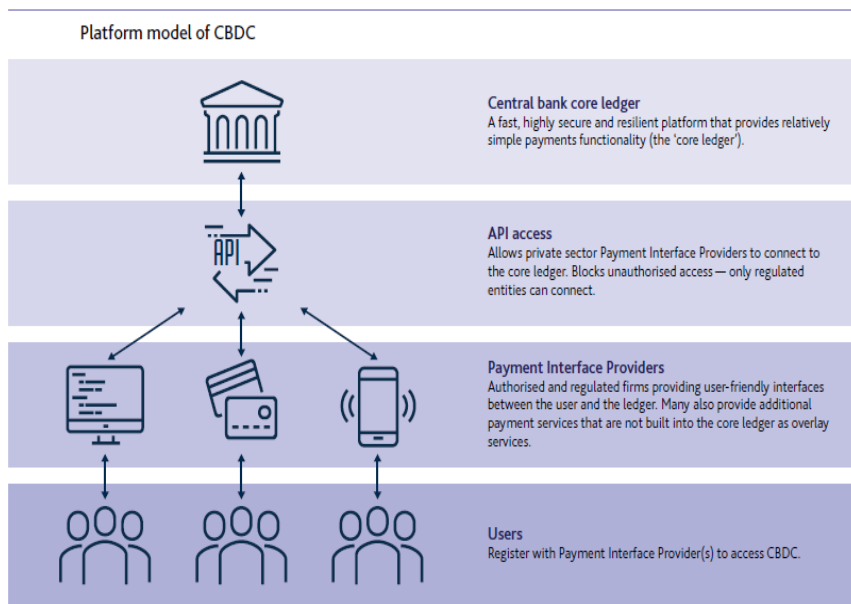 Platform model of CBDC
Central bank core ledger
A fast, highly secure and resilient platform that provides relatively
simple payments functionality (the ‘core ledger’).
API access
Allows private sector Payment Interface Providers to connect to
the core ledger. Blocks unauthorised access — only regulated
entities can connect.
API
Payment Interface Providers
Authorised and regulated firms providing user-friendly interfaces
between the user and the ledger. Many also provide additional
payment services that are not built into the core ledger as overlay
services.
Users
Register with Payment Interface Provider(s) to access CBDC.